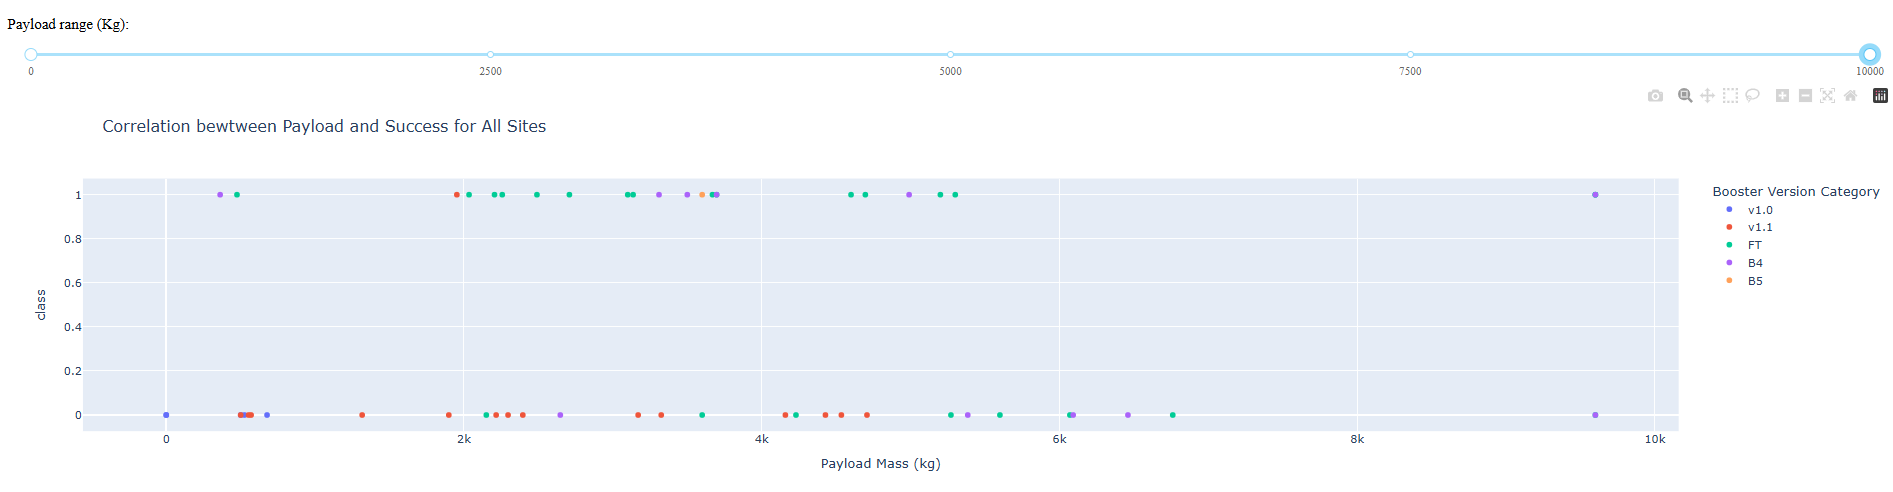 Payload range (Kg):
0 2500 5000 7500 10000
Correlation bewtween Payload and Success for All Sites
1
0.8
0.6
0.4
0.2
0
class
0 2k 4k 6k 8k 10k
Payload Mass (kg)
Booster Version Category
v1.0
v1.1
FT
B4
B5